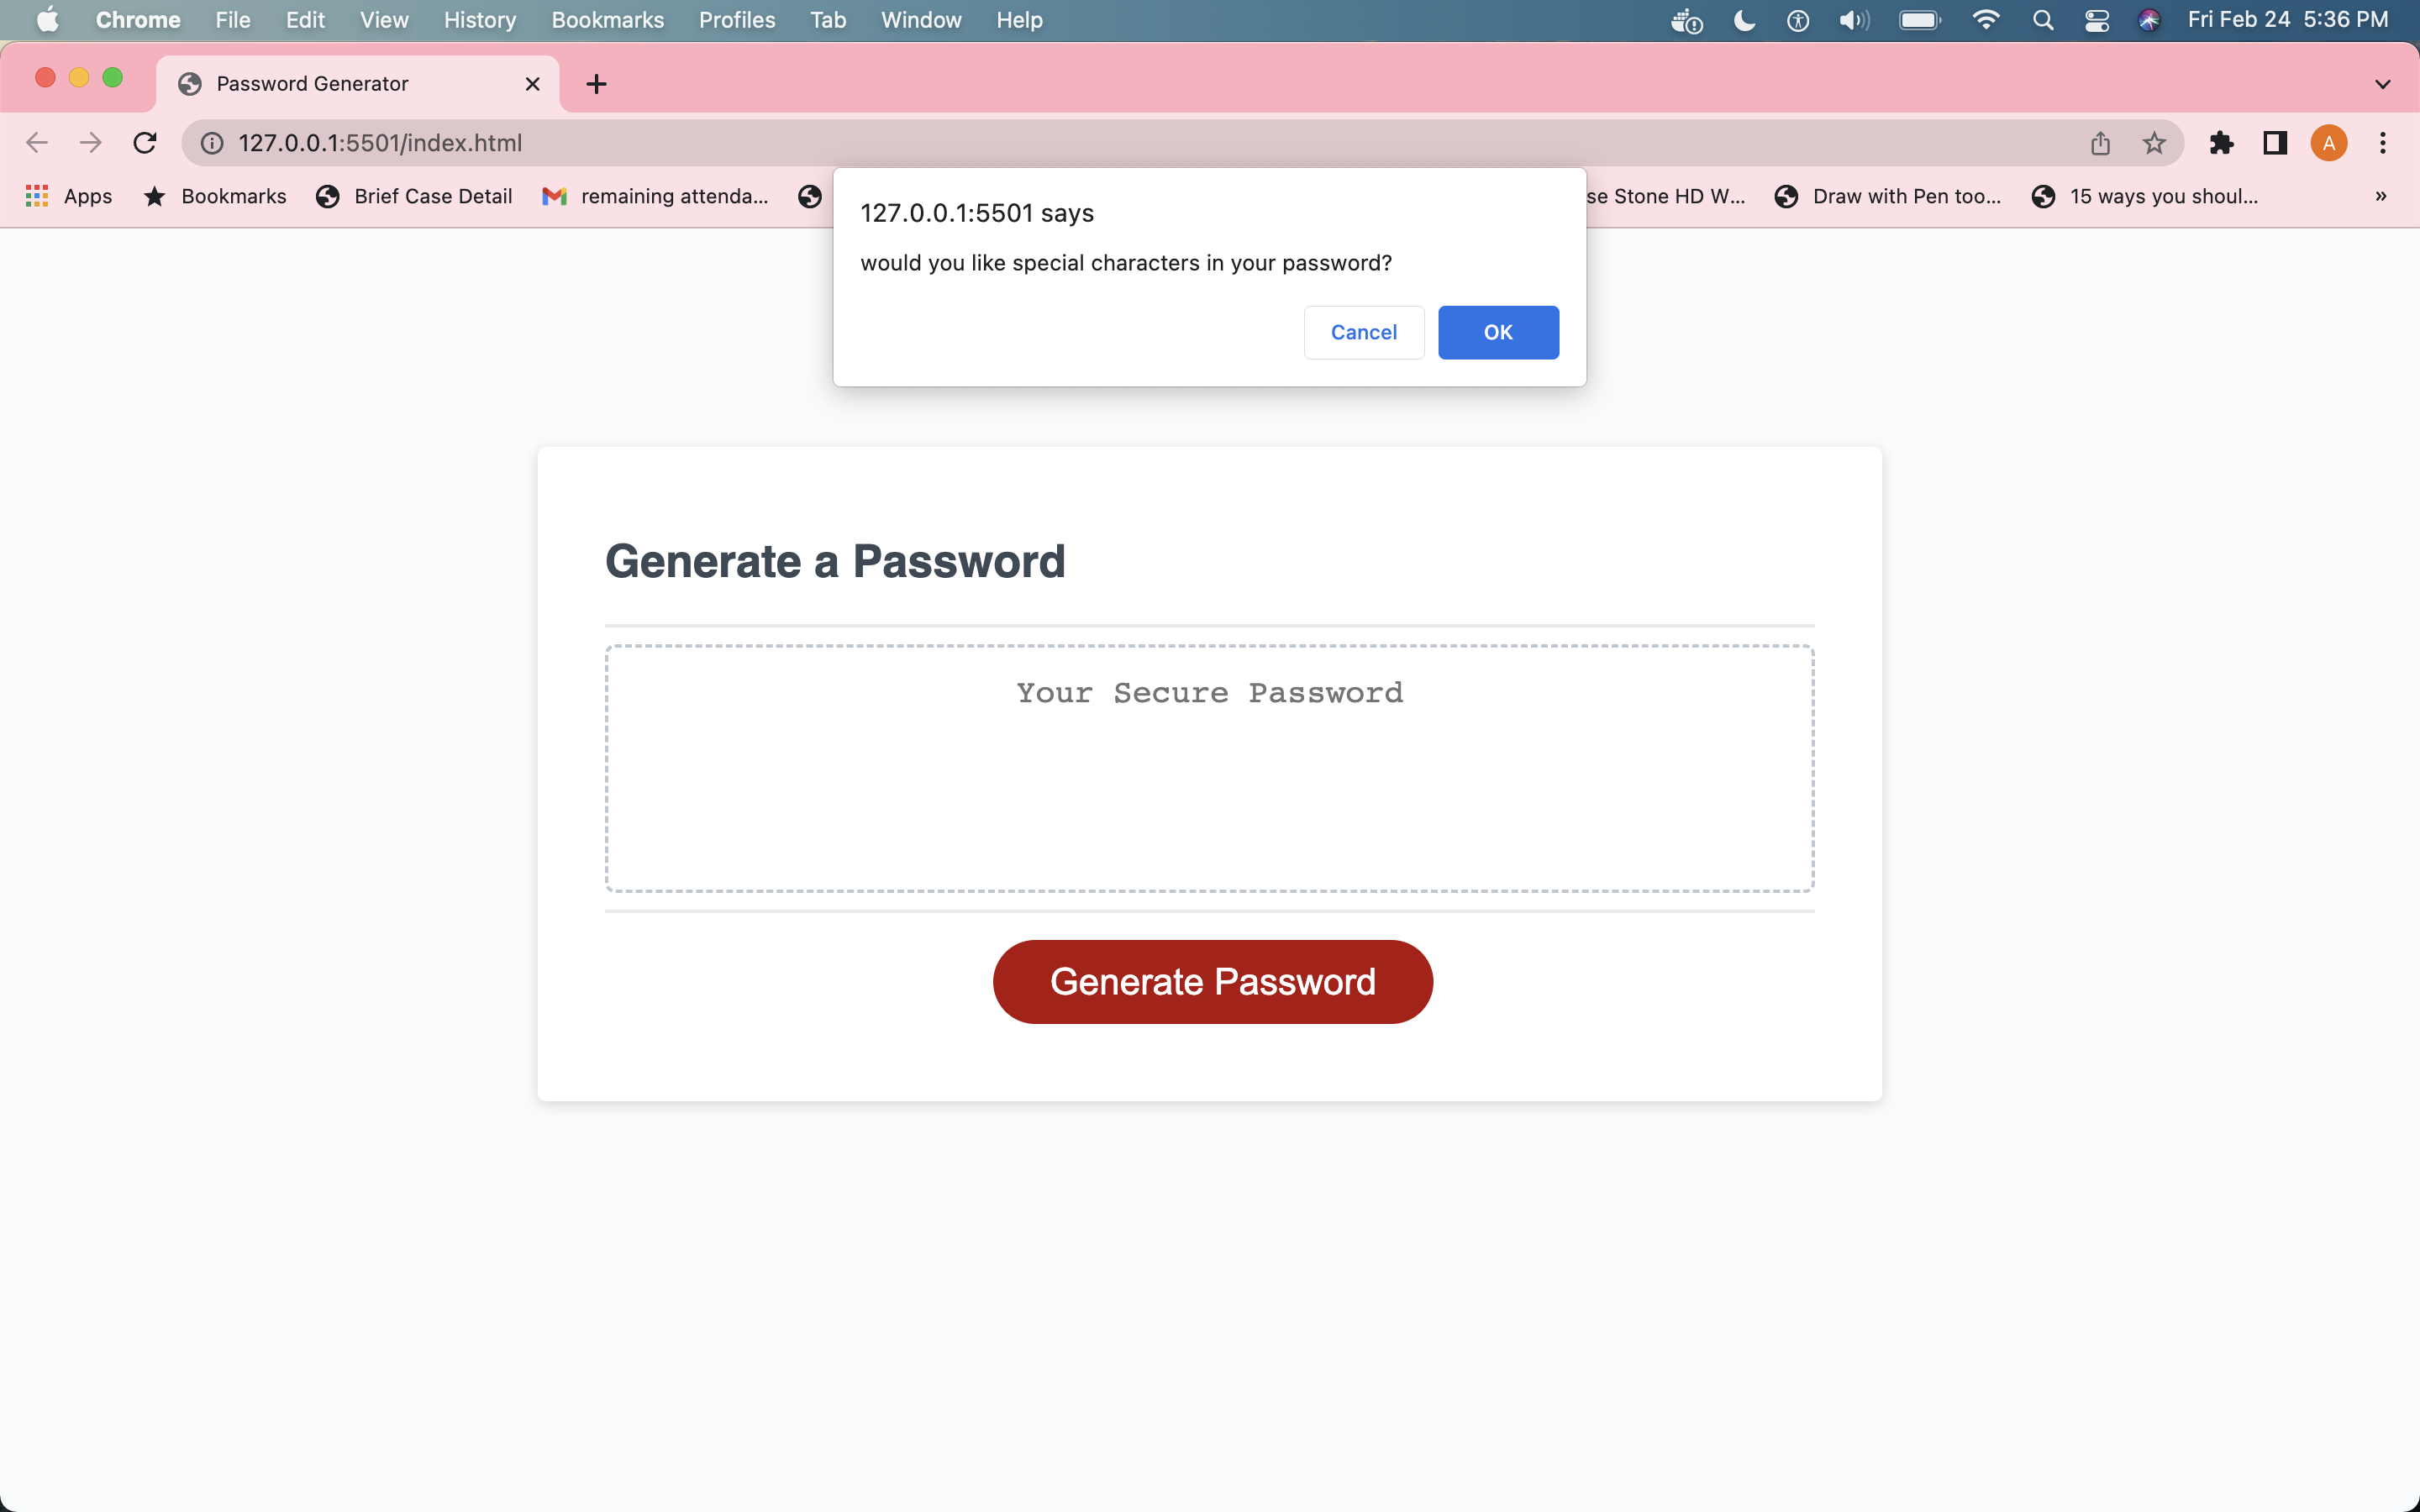 Chrome File Edit View History Bookmarks Profiles Tab Window Help Fri Feb 24 5:36 PM
Password Generator
127.0.0.1:5501/index.html A
Apps Bookmarks Brief Case Detail remaining attenda... se Stone HD W... Draw with Pen too... 15 ways you shoul... »
127.0.0.1:5501 says
would you like special characters in your password?
Cancel OK
Generate a Password
Your Secure Password
Generate Password